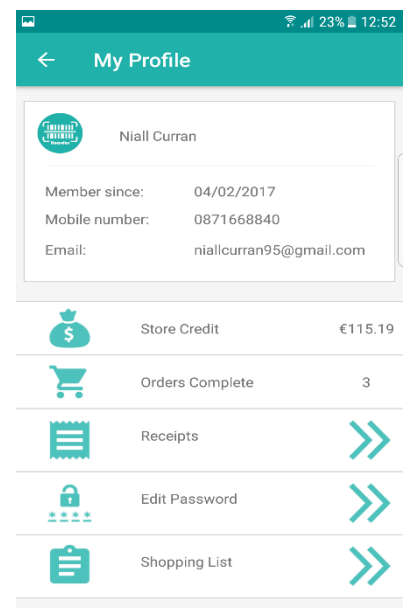 23% 12:52
My Profile
Niall Curran
Member since: 04/02/2017
Mobile number: 0871668840
Email: niallcurran95@gmail.com
$
Store Credit €115.19
Orders Complete 3
Receipts
****
Edit Password
Shopping List